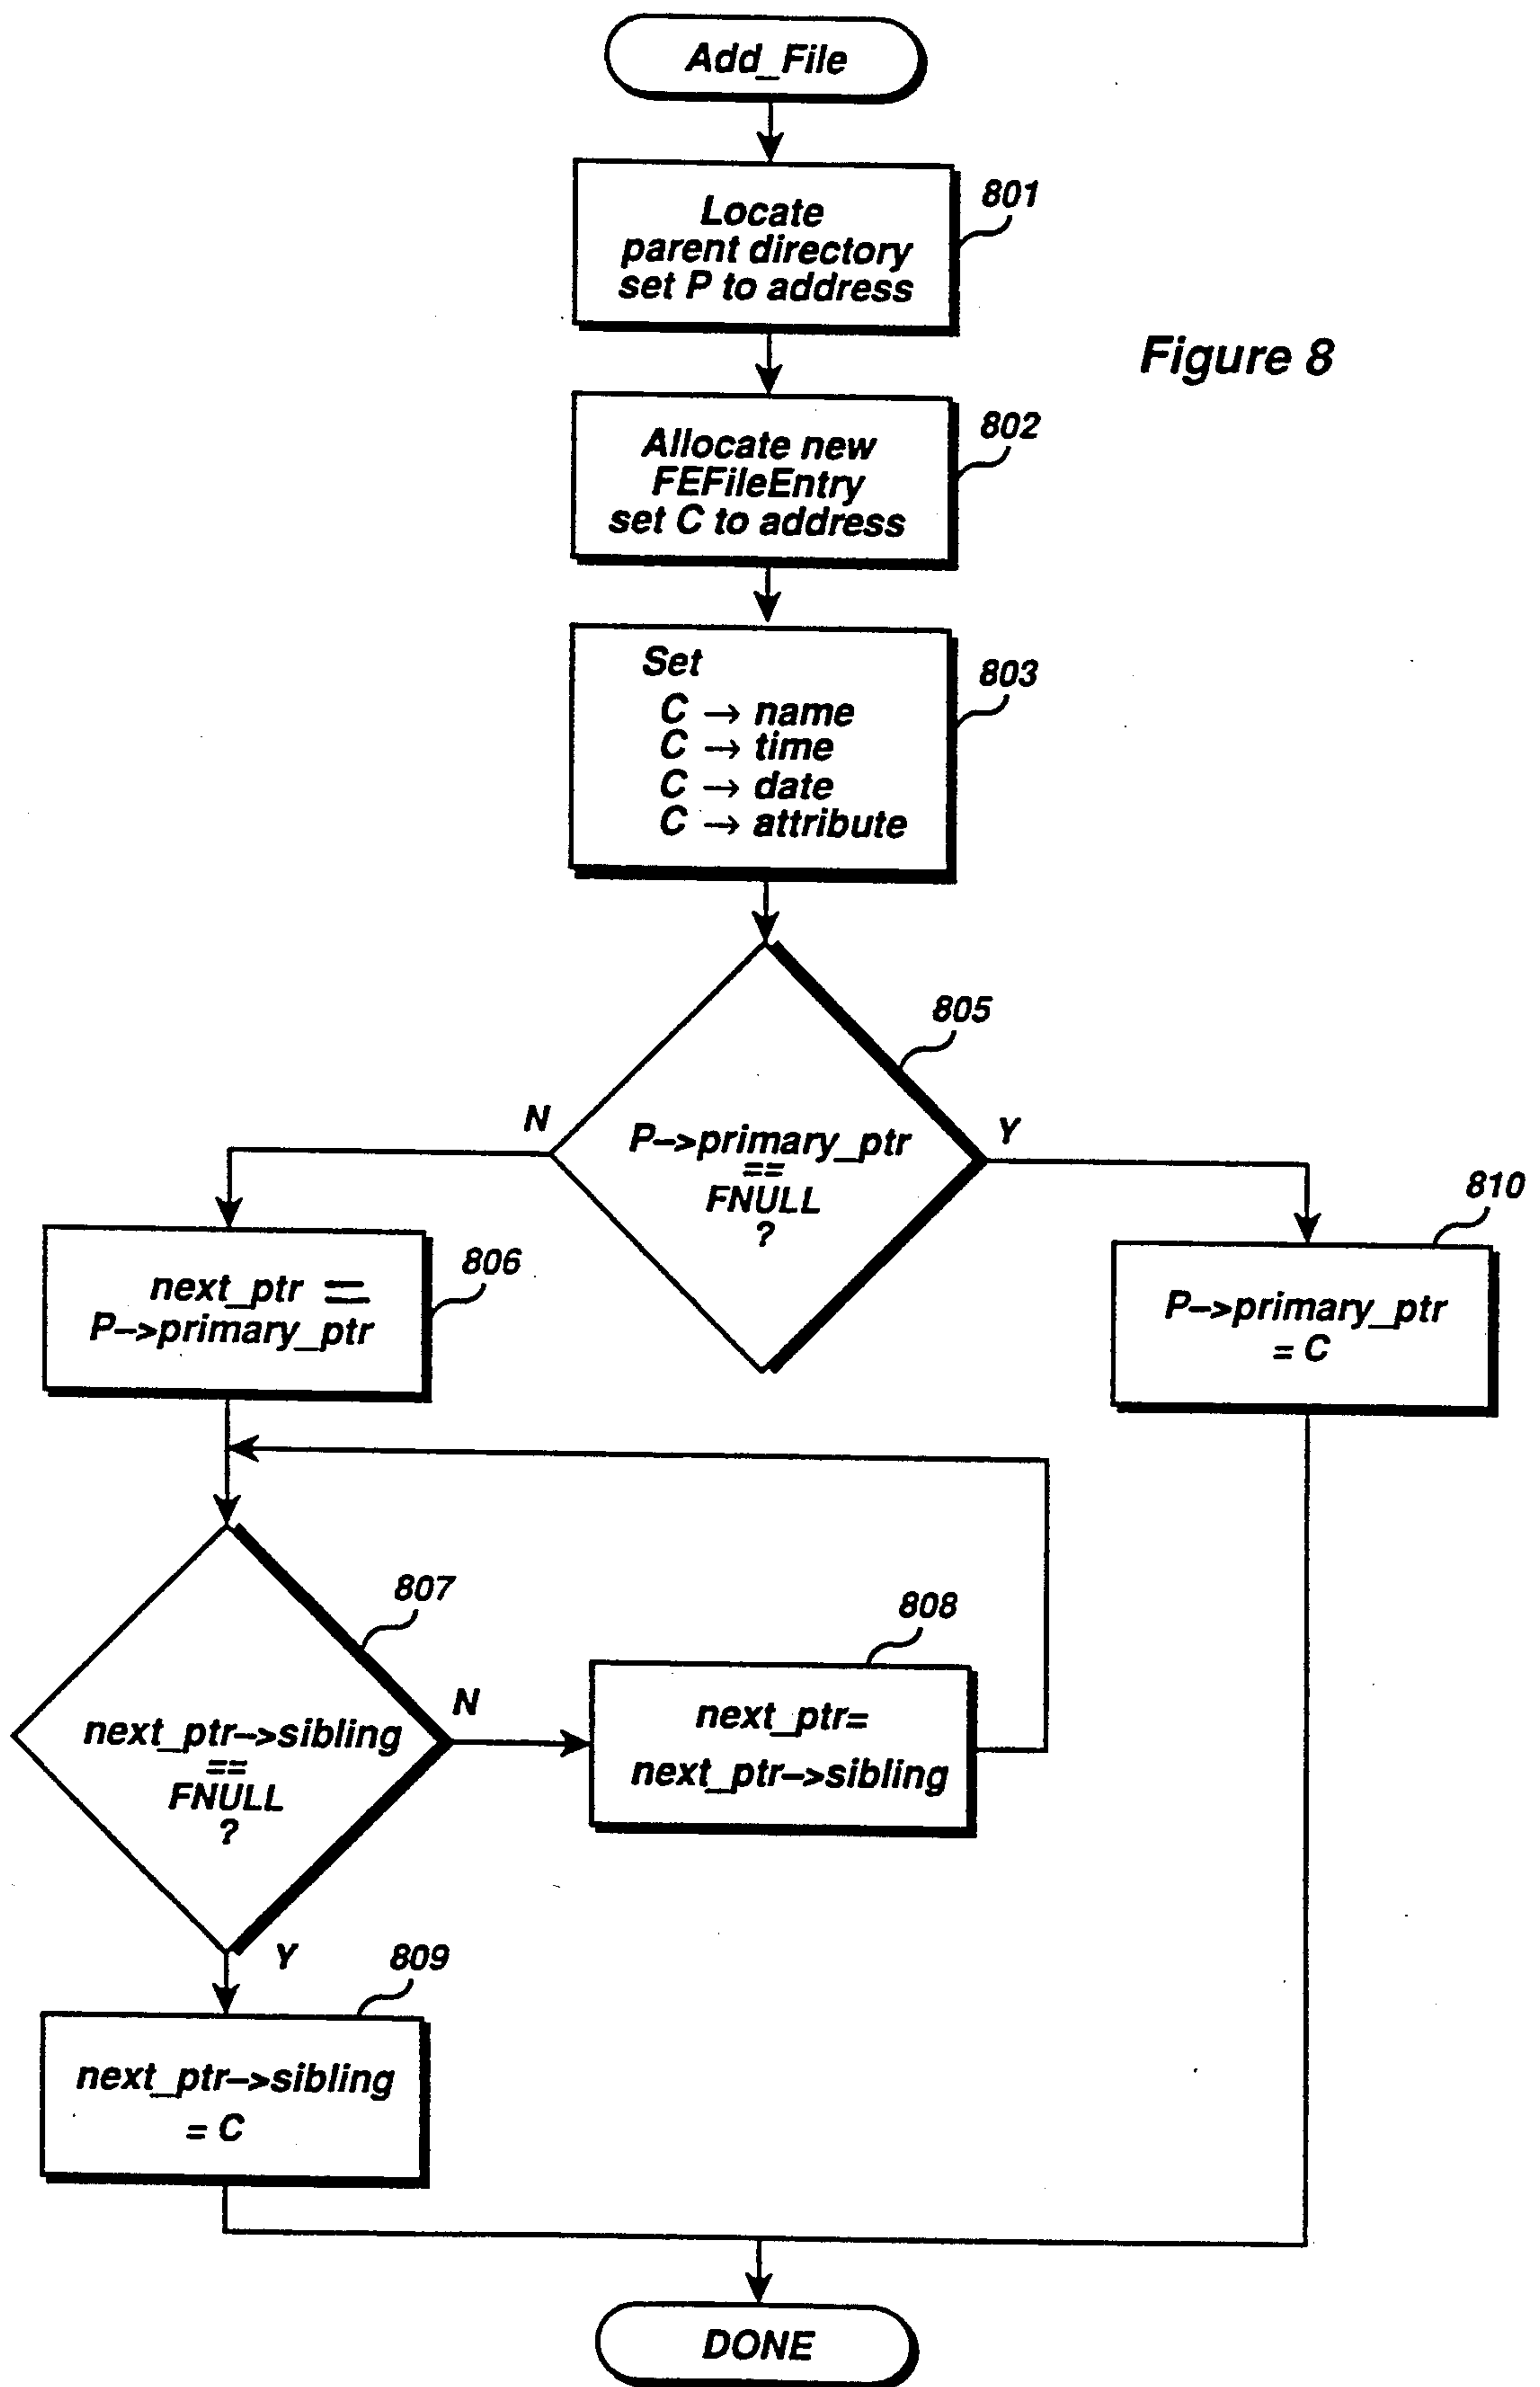 Add_File
801
Locate
parent directory
set P to address
Figure 8
802
Allocate new
FEFileEntry
set C to address
803
Set
C → name
C → time
C → date
C → attribute
805
N
Y
P–>primary_ptr
==
FNULL
?
810
806
next_ptr =
P–>primary_ptr
P–>primary_ptr
= C
807
808
N
next_ptr–>sibling
==
FNULL
?
next_ptr=
next_ptr–>sibling
Y
809
next_ptr–>sibling
= C
DONE